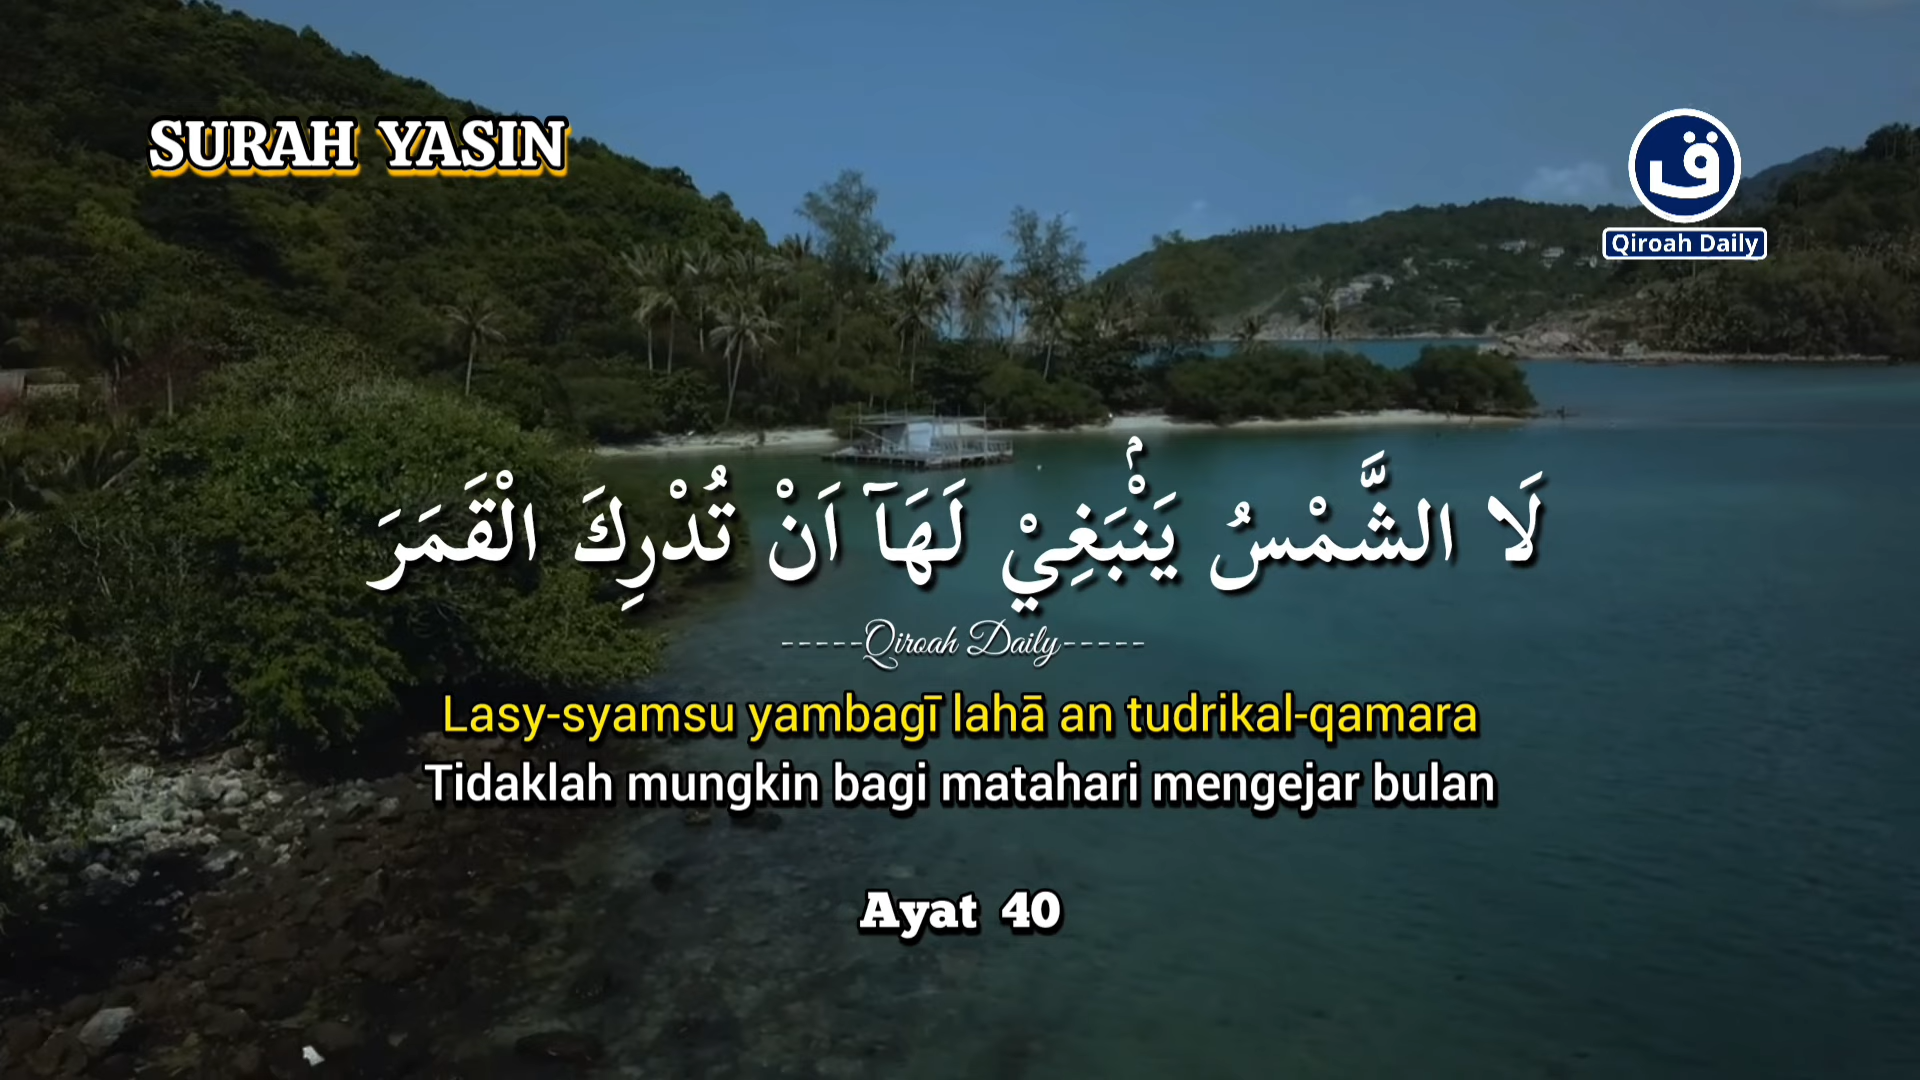 SURAH YASIN
ق
Qiroah Daily
لَا الشَّمْسُ يَنْۢبَغِيْ لَهَآ اَنْ تُدْرِكَ الْقَمَرَ
-----Qiroah Daily-----
Lasy-syamsu yambagī lahā an tudrikal-qamara
Tidaklah mungkin bagi matahari mengejar bulan
Ayat 40